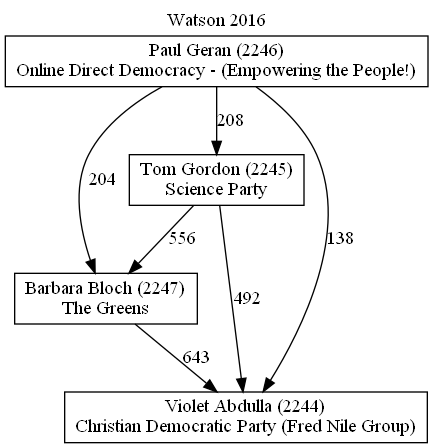 Watson 2016
Paul Geran (2246)
Online Direct Democracy - (Empowering the People!)
208
204
Tom Gordon (2245)
Science Party
556
138
Barbara Bloch (2247)
The Greens
492
643
Violet Abdulla (2244)
Christian Democratic Party (Fred Nile Group)